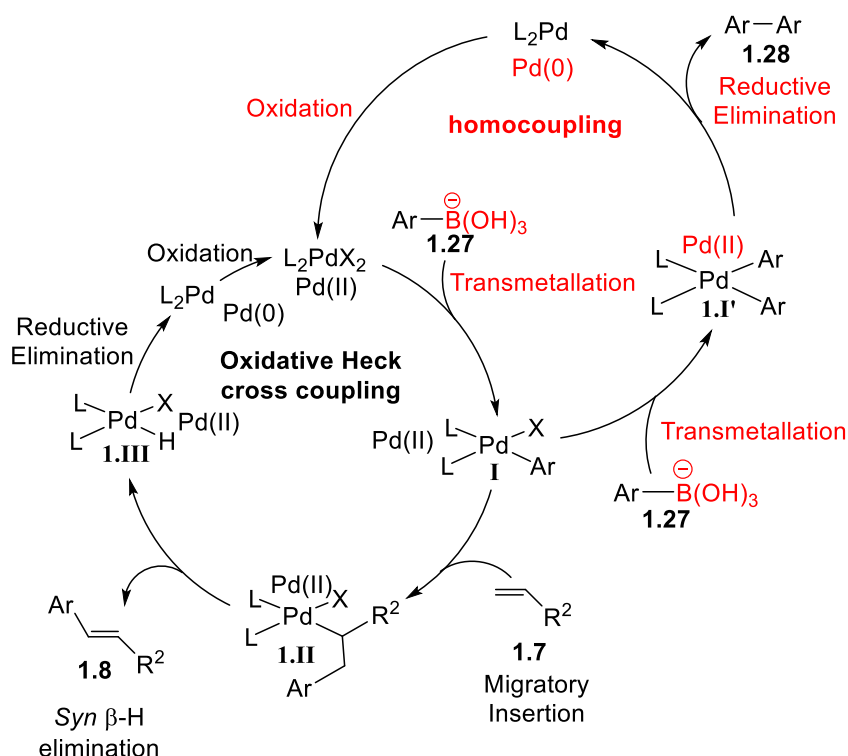 L₂Pd
Pd(0)
Ar–Ar
1.28
Reductive
Elimination
Oxidation
homocoupling
Ar–B(OH)₃
⊖
1.27
Transmetallation
Oxidation
L₂PdX₂
Pd(II)
L₂Pd
Pd(0)
Reductive
Elimination
Oxidative Heck
cross coupling
Pd(II)
L
Ar
Pd
L
Ar
1.I'
L
X
Pd
Pd(II)
L
H
1.III
Pd(II)
L
X
Pd
L
Ar
I
Transmetallation
⊖
Ar–B(OH)₃
1.27
Pd(II)
L
X
R²
Pd
L
1.II
Ar
R²
1.7
Migratory
Insertion
Ar
R²
1.8
Syn β-H
elimination